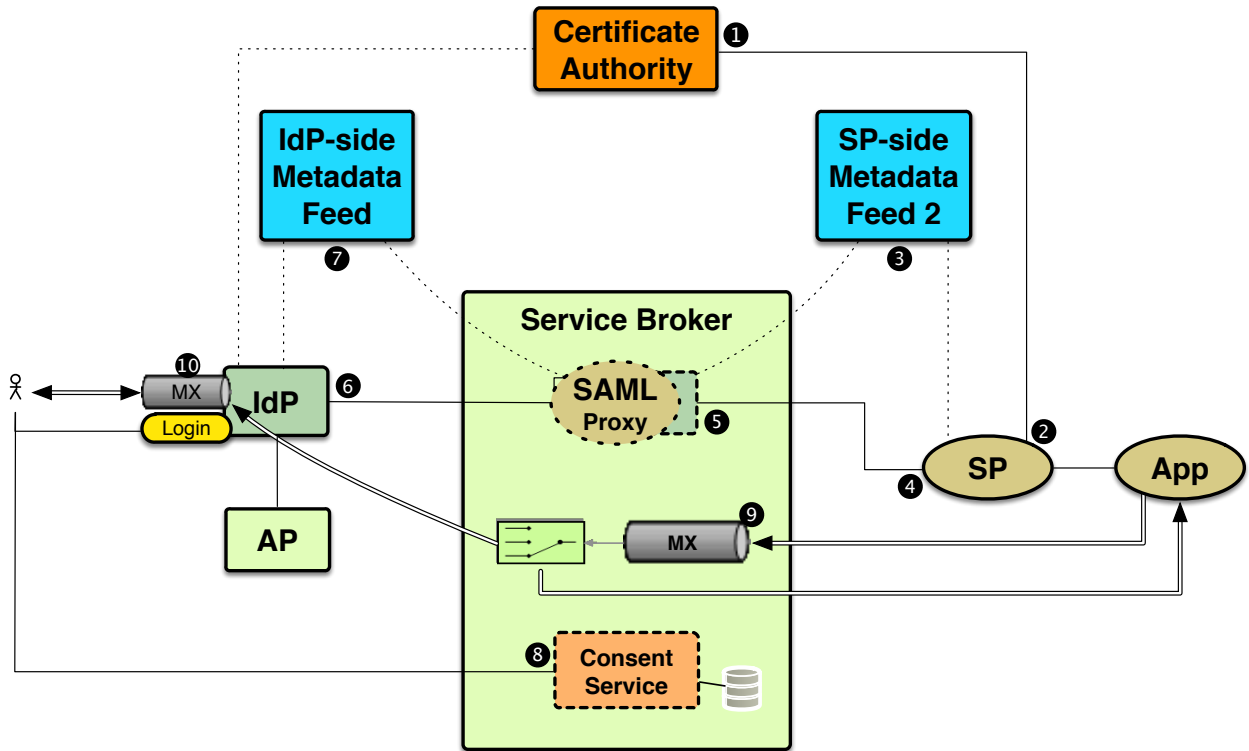 Certificate
Authority
1
IdP-side
Metadata
Feed
7
SP-side
Metadata
Feed 2
3
Service Broker
SAML
Proxy
5
10
MX
IdP
Login
6
AP
2
SP
4
App
9
MX
8
Consent
Service